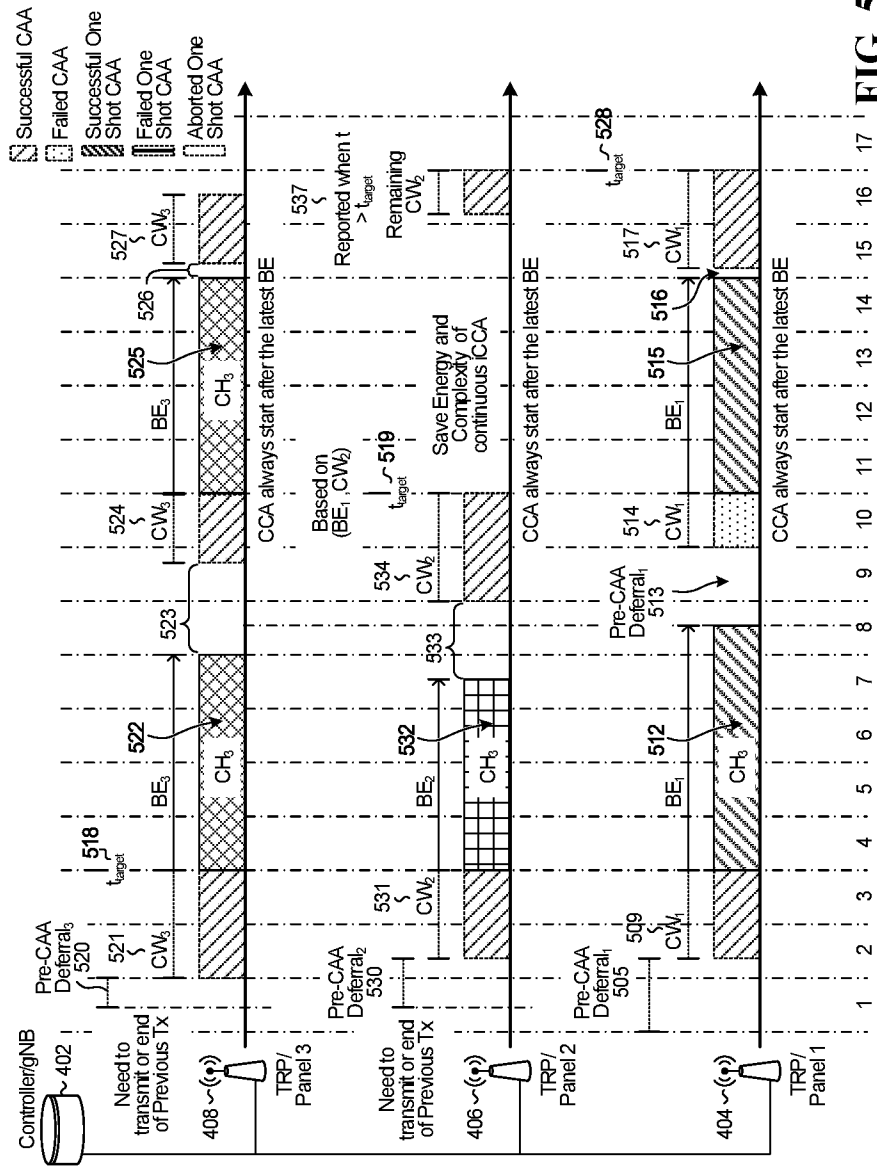 Controller/gNB
402
Successful CAA
Failed CAA
Successful One
Shot CAA
Failed One
Shot CAA
Aborted One
Shot CAA
Need to
transmit or end
of Previous Tx
Pre-CAA
Deferral3
520
521
CW3
518
ttarget
BE3
522
CH3
523
524
CW3
BE3
525
CH3
526
527
CW3
408
TRP/
Panel 3
CCA always start after the latest BE
Need to
transmit or end
of Previous Tx
Pre-CAA
Deferral2
530
531
CW2
BE2
532
CH3
533
534
CW2
Based on
(BE1, CW2)
519
ttarget
Save Energy and
Complexity of
continuous iCCA
537
Reported when t
> ttarget
Remaining
CW2
406
TRP/
Panel 2
CCA always start after the latest BE
528
ttarget
Pre-CAA
Deferral1
505
509
CW1
BE1
512
CH3
Pre-CAA
Deferral1
513
514
CW1
BE1
515
516
517
CW1
404
TRP/
Panel 1
CCA always start after the latest BE
1 2 3 4 5 6 7 8 9 10 11 12 13 14 15 16 17
FIG. 5